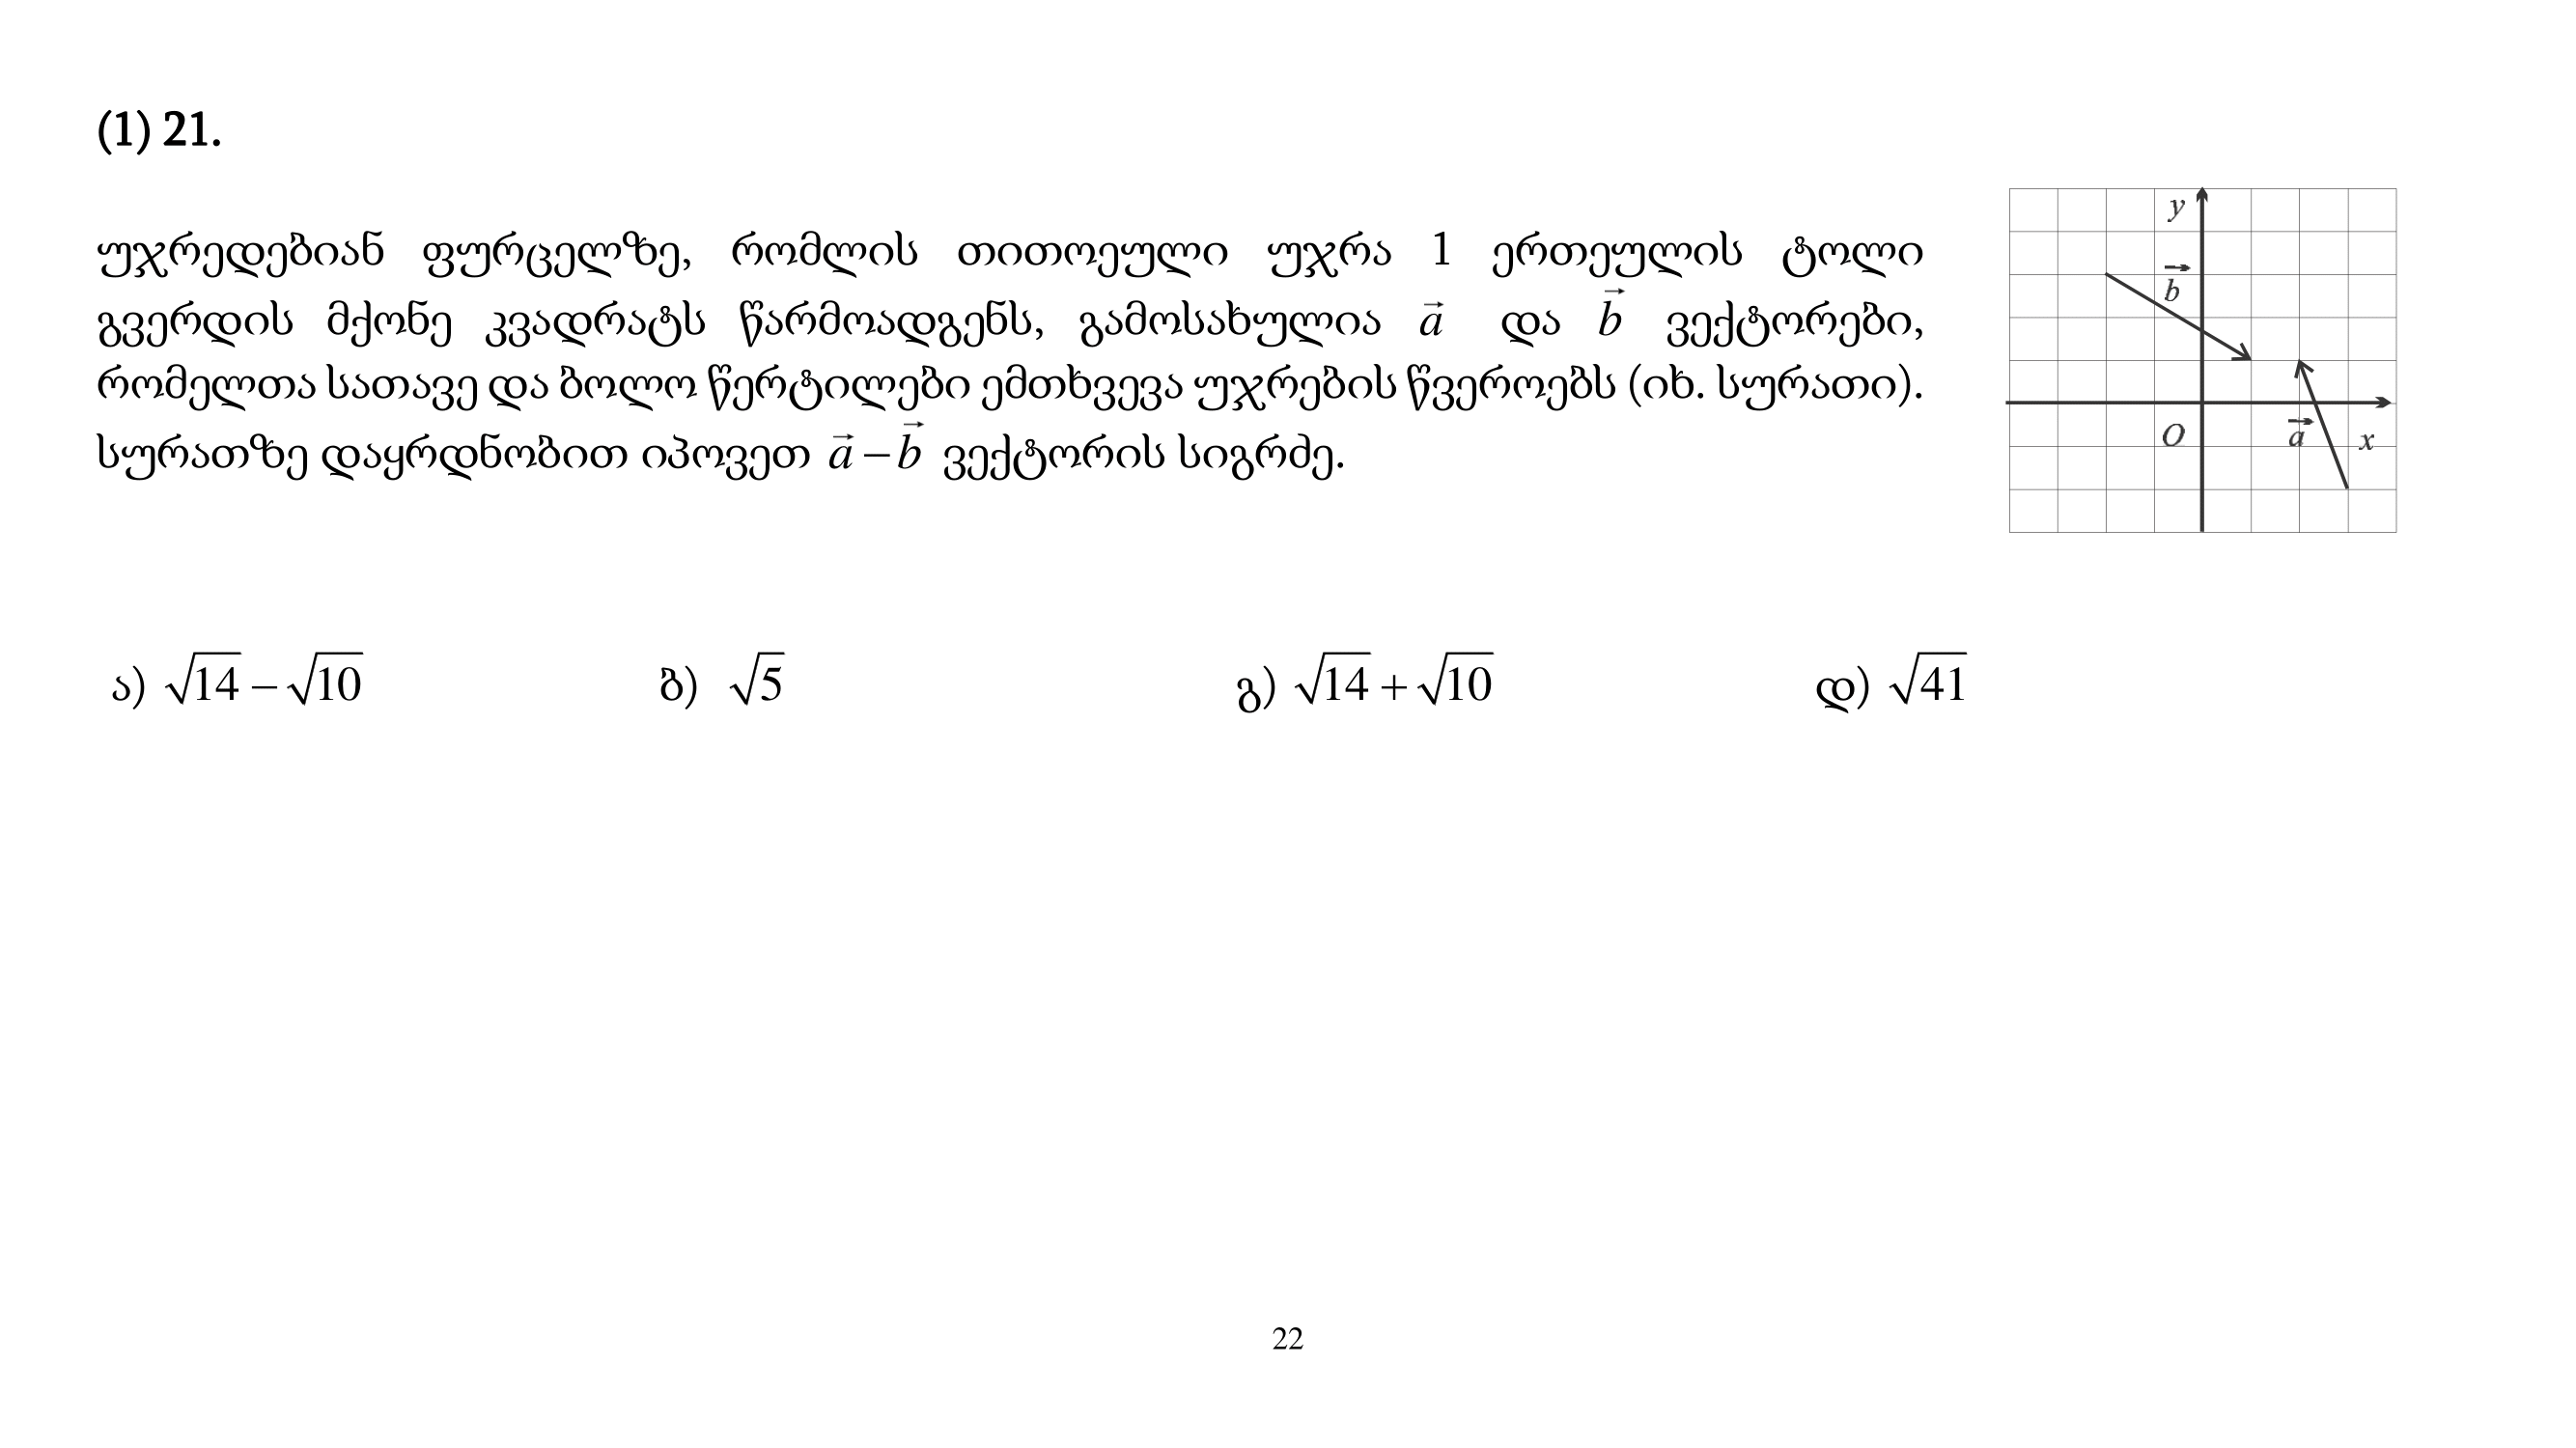 (1) 21.
უჯრედებიან ფურცელზე, რომლის თითოეული უჯრა 1 ერთეულის ტოლი
გვერდის მქონე კვადრატს წარმოადგენს, გამოსახულია $\vec{a}$ და $\vec{b}$ ვექტორები,
რომელთა სათავე და ბოლო წერტილები ემთხვევა უჯრების წვეროებს (იხ. სურათი).
სურათზე დაყრდნობით იპოვეთ $\vec{a}-\vec{b}$ ვექტორის სიგრძე.
y
$\vec{b}$
O
$\vec{a}$
x
ა) $\sqrt{14}-\sqrt{10}$ ბ) $\sqrt{5}$ გ) $\sqrt{14}+\sqrt{10}$ დ) $\sqrt{41}$
22